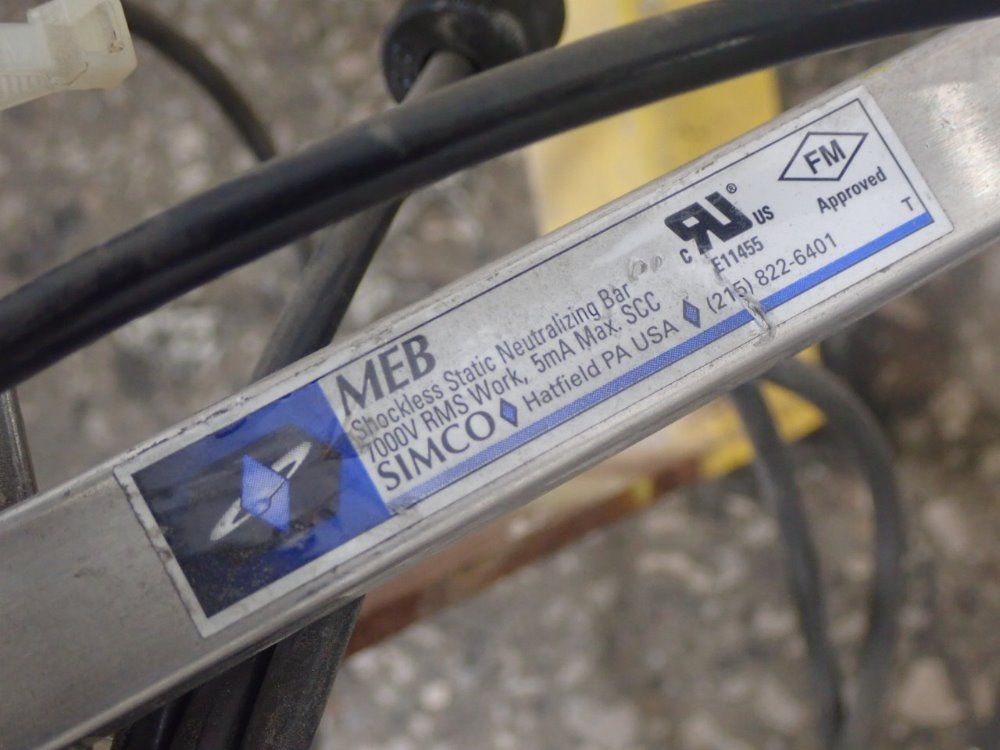 MEB
Shockless Static Neutralizing Bar
7000V RMS Work, 5mA Max. SCC
SIMCO Hatfield PA USA (215) 822-6401
C RU ® US
E11455
FM
Approved
T